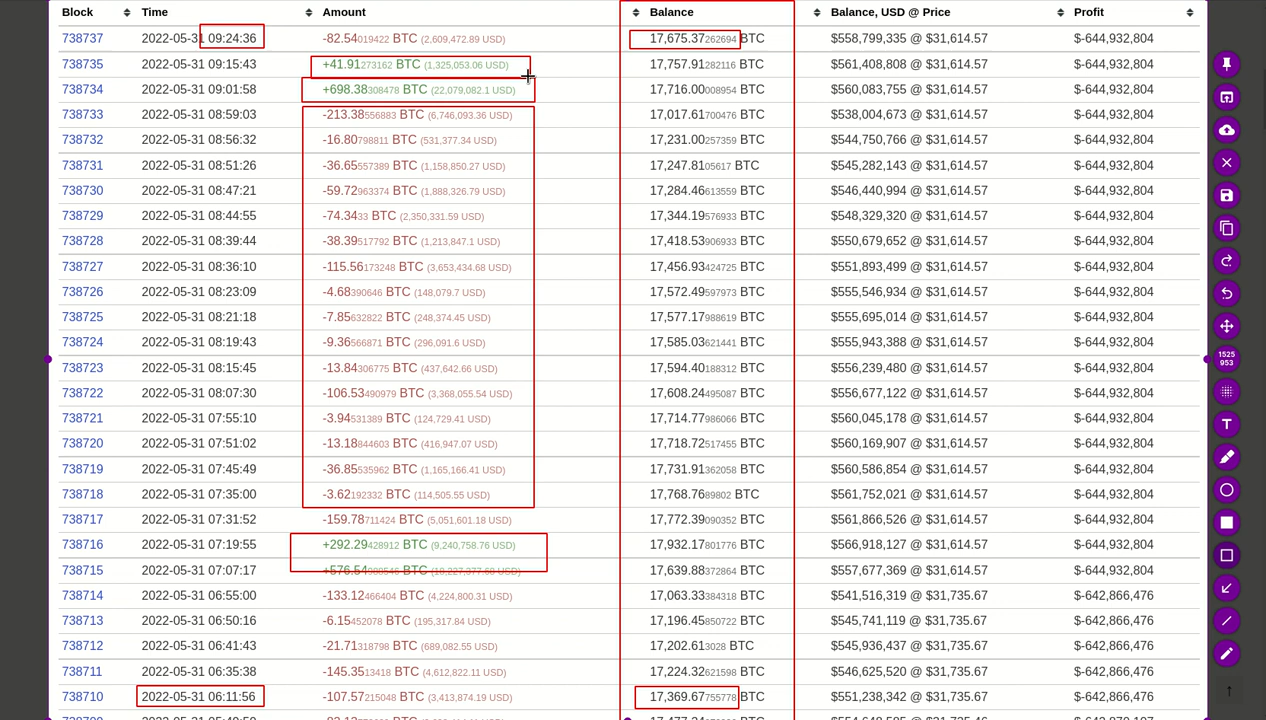 Block Time Amount Balance Balance, USD @ Price Profit
738737 2022-05-31 09:24:36 -82.54019422 BTC (2,609,472.89 USD) 17,675.37262694 BTC $558,799,335 @ $31,614.57 $-644,932,804
738735 2022-05-31 09:15:43 +41.91273162 BTC (1,325,053.06 USD) 17,757.91282116 BTC $561,408,808 @ $31,614.57 $-644,932,804
738734 2022-05-31 09:01:58 +698.38308478 BTC (22,079,082.1 USD) 17,716.00008954 BTC $560,083,755 @ $31,614.57 $-644,932,804
738733 2022-05-31 08:59:03 -213.38556883 BTC (6,746,093.36 USD) 17,017.61700476 BTC $538,004,673 @ $31,614.57 $-644,932,804
738732 2022-05-31 08:56:32 -16.80798811 BTC (531,377.34 USD) 17,231.00257359 BTC $544,750,766 @ $31,614.57 $-644,932,804
738731 2022-05-31 08:51:26 -36.65557389 BTC (1,158,850.27 USD) 17,247.8105617 BTC $545,282,143 @ $31,614.57 $-644,932,804
738730 2022-05-31 08:47:21 -59.72963374 BTC (1,888,326.79 USD) 17,284.46613559 BTC $546,440,994 @ $31,614.57 $-644,932,804
738729 2022-05-31 08:44:55 -74.3433 BTC (2,350,331.59 USD) 17,344.19576933 BTC $548,329,320 @ $31,614.57 $-644,932,804
738728 2022-05-31 08:39:44 -38.39517792 BTC (1,213,847.1 USD) 17,418.53906933 BTC $550,679,652 @ $31,614.57 $-644,932,804
738727 2022-05-31 08:36:10 -115.56173248 BTC (3,653,434.68 USD) 17,456.93424725 BTC $551,893,499 @ $31,614.57 $-644,932,804
738726 2022-05-31 08:23:09 -4.68390646 BTC (148,079.7 USD) 17,572.49597973 BTC $555,546,934 @ $31,614.57 $-644,932,804
738725 2022-05-31 08:21:18 -7.85632822 BTC (248,374.45 USD) 17,577.17988619 BTC $555,695,014 @ $31,614.57 $-644,932,804
738724 2022-05-31 08:19:43 -9.36566871 BTC (296,091.6 USD) 17,585.03621441 BTC $555,943,388 @ $31,614.57 $-644,932,804
738723 2022-05-31 08:15:45 -13.84306775 BTC (437,642.66 USD) 17,594.40188312 BTC $556,239,480 @ $31,614.57 $-644,932,804
738722 2022-05-31 08:07:30 -106.53490979 BTC (3,368,055.54 USD) 17,608.24495087 BTC $556,677,122 @ $31,614.57 $-644,932,804
738721 2022-05-31 07:55:10 -3.94531389 BTC (124,729.41 USD) 17,714.77986066 BTC $560,045,178 @ $31,614.57 $-644,932,804
738720 2022-05-31 07:51:02 -13.18844603 BTC (416,947.07 USD) 17,718.72517455 BTC $560,169,907 @ $31,614.57 $-644,932,804
738719 2022-05-31 07:45:49 -36.85535962 BTC (1,165,166.41 USD) 17,731.91362058 BTC $560,586,854 @ $31,614.57 $-644,932,804
738718 2022-05-31 07:35:00 -3.62192332 BTC (114,505.55 USD) 17,768.7689802 BTC $561,752,021 @ $31,614.57 $-644,932,804
738717 2022-05-31 07:31:52 -159.78711424 BTC (5,051,601.18 USD) 17,772.39090352 BTC $561,866,526 @ $31,614.57 $-644,932,804
738716 2022-05-31 07:19:55 +292.29428912 BTC (9,240,758.76 USD) 17,932.17801776 BTC $566,918,127 @ $31,614.57 $-644,932,804
738715 2022-05-31 07:07:17 BTC USD) 17,639.88372864 BTC $557,677,369 @ $31,614.57 $-644,932,804
738714 2022-05-31 06:55:00 -133.12466404 BTC (4,224,800.31 USD) 17,063.33384318 BTC $541,516,319 @ $31,735.67 $-642,866,476
738713 2022-05-31 06:50:16 -6.15452078 BTC (195,317.84 USD) 17,196.45850722 BTC $545,741,119 @ $31,735.67 $-642,866,476
738712 2022-05-31 06:41:43 -21.71318798 BTC (689,082.55 USD) 17,202.613028 BTC $545,936,437 @ $31,735.67 $-642,866,476
738711 2022-05-31 06:35:38 -145.3513418 BTC (4,612,822.11 USD) 17,224.32621598 BTC $546,625,520 @ $31,735.67 $-642,866,476
738710 2022-05-31 06:11:56 -107.57215048 BTC (3,413,874.19 USD) 17,369.67755778 BTC $551,238,342 @ $31,735.67 $-642,866,476
1525
953
T